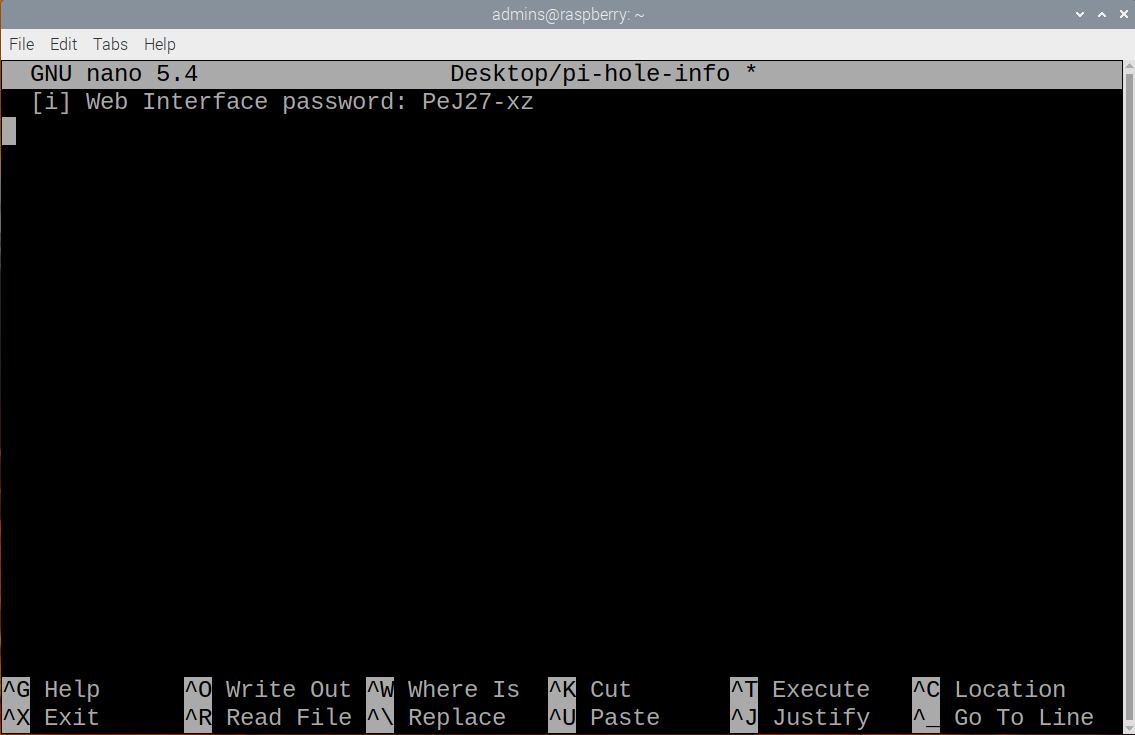 admins@raspberry: ~
File Edit Tabs Help
GNU nano 5.4 Desktop/pi-hole-info *
[i] Web Interface password: PeJ27-xz
^G Help ^O Write Out ^W Where Is ^K Cut ^T Execute ^C Location
^X Exit ^R Read File ^\ Replace ^U Paste ^J Justify ^_ Go To Line